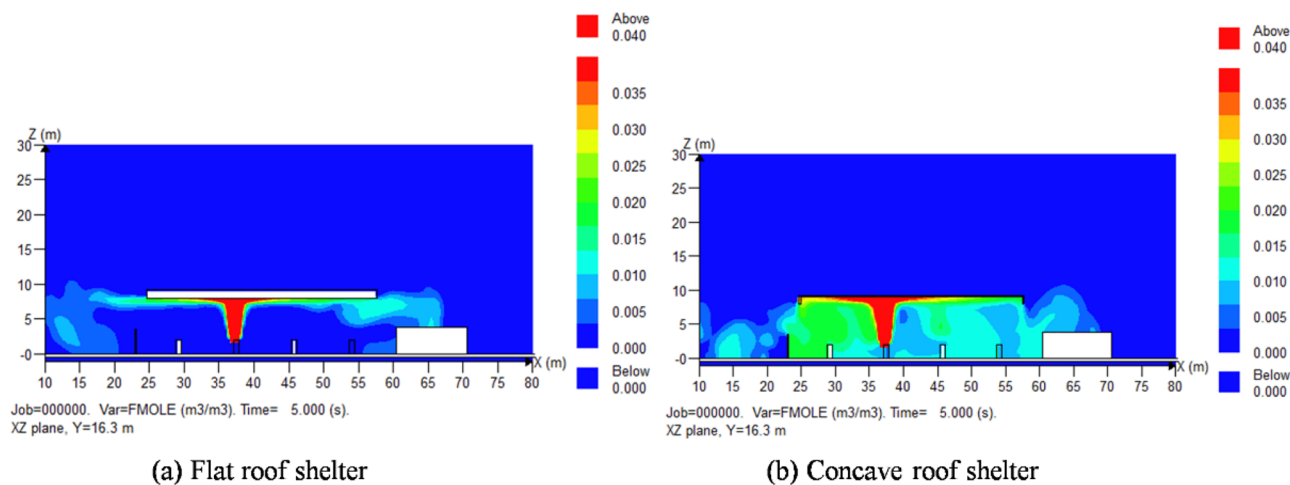 Above
0.040
0.035
0.030
0.025
0.020
0.015
0.010
0.005
0.000
Below
0.000
Z (m)
30
25
20
15
10
5
-0
X (m)
10 15 20 25 30 35 40 45 50 55 60 65 70 75 80
Job=000000. Var=FMOLE (m3/m3). Time= 5.000 (s).
XZ plane, Y=16.3 m
(a) Flat roof shelter
Above
0.040
0.035
0.030
0.025
0.020
0.015
0.010
0.005
0.000
Below
0.000
Z (m)
30
25
20
15
10
5
-0
X (m)
10 15 20 25 30 35 40 45 50 55 60 65 70 75 80
Job=000000. Var=FMOLE (m3/m3). Time= 5.000 (s).
XZ plane, Y=16.3 m
(b) Concave roof shelter